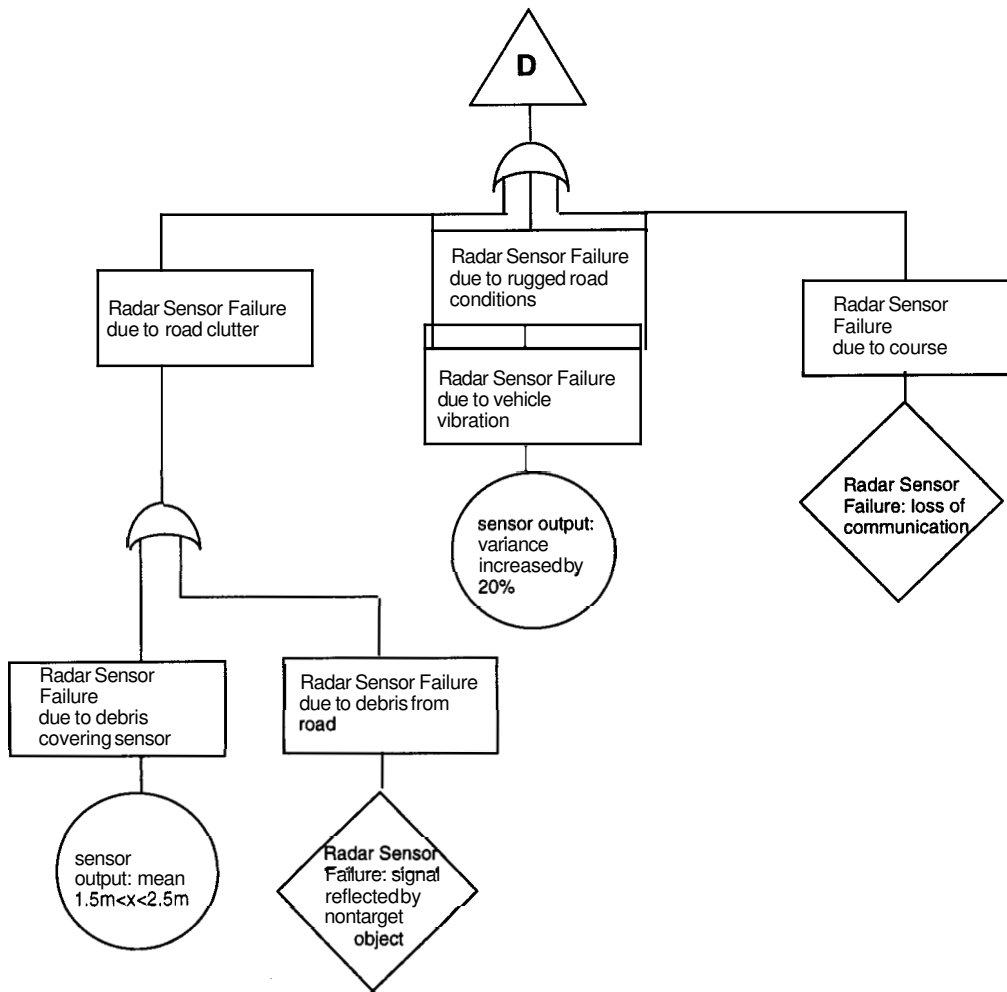 D
Radar Sensor Failure
due to road clutter
Radar Sensor Failure
due to rugged road
conditions
Radar Sensor Failure
due to vehicle
vibration
Radar Sensor
Failure
due to course
sensor output:
variance
increased by
20%
Radar Sensor
Failure: loss of
communication
Radar Sensor
Failure
due to debris
covering sensor
Radar Sensor Failure
due to debris from
road
sensor
output: mean
1.5m<x<2.5m
Radar Sensor
Failure: signal
reflected by
nontarget
object